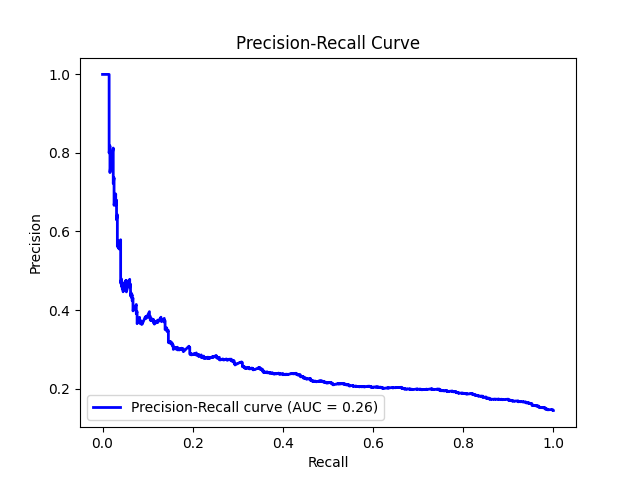 Precision-Recall Curve
1.0
0.8
0.6
0.4
0.2
Precision
Precision-Recall curve (AUC = 0.26)
0.0 0.2 0.4 0.6 0.8 1.0
Recall